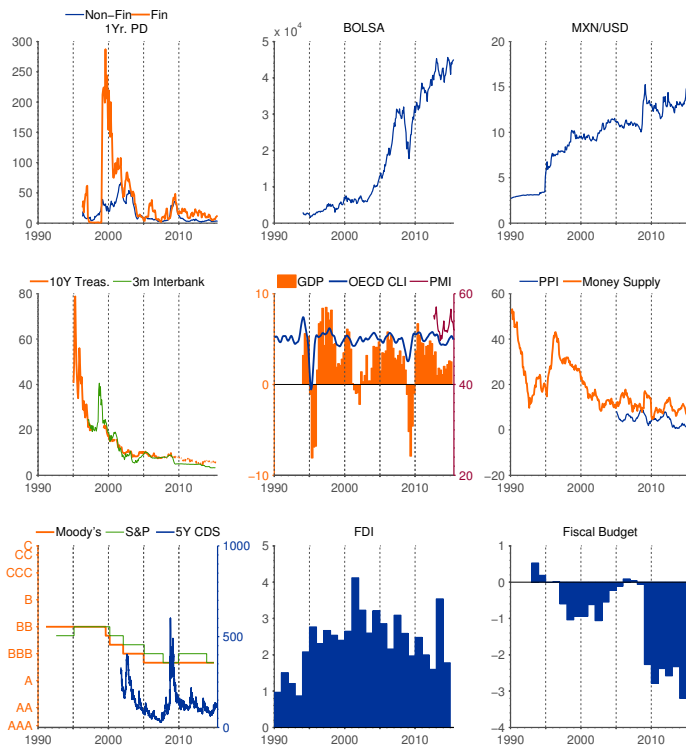 Non−Fin Fin
1Yr. PD
300
250
200
150
100
50
0
1990 2000 2010
BOLSA
5 x 10⁴
4
3
2
1
0
1990 2000 2010
MXN/USD
20
15
10
5
0
1990 2000 2010
10Y Treas. 3m Interbank
80
60
40
20
0
1990 2000 2010
GDP OECD CLI PMI
10 60
0 40
−10 20
1990 2000 2010
PPI Money Supply
60
40
20
0
−20
1990 2000 2010
Moody's S&P 5Y CDS
C 1000
CC
CCC
B
BB 500
BBB
A
AA
AAA 0
1990 2000 2010
FDI
5
4
3
2
1
0
1990 2000 2010
Fiscal Budget
1
0
−1
−2
−3
−4
1990 2000 2010